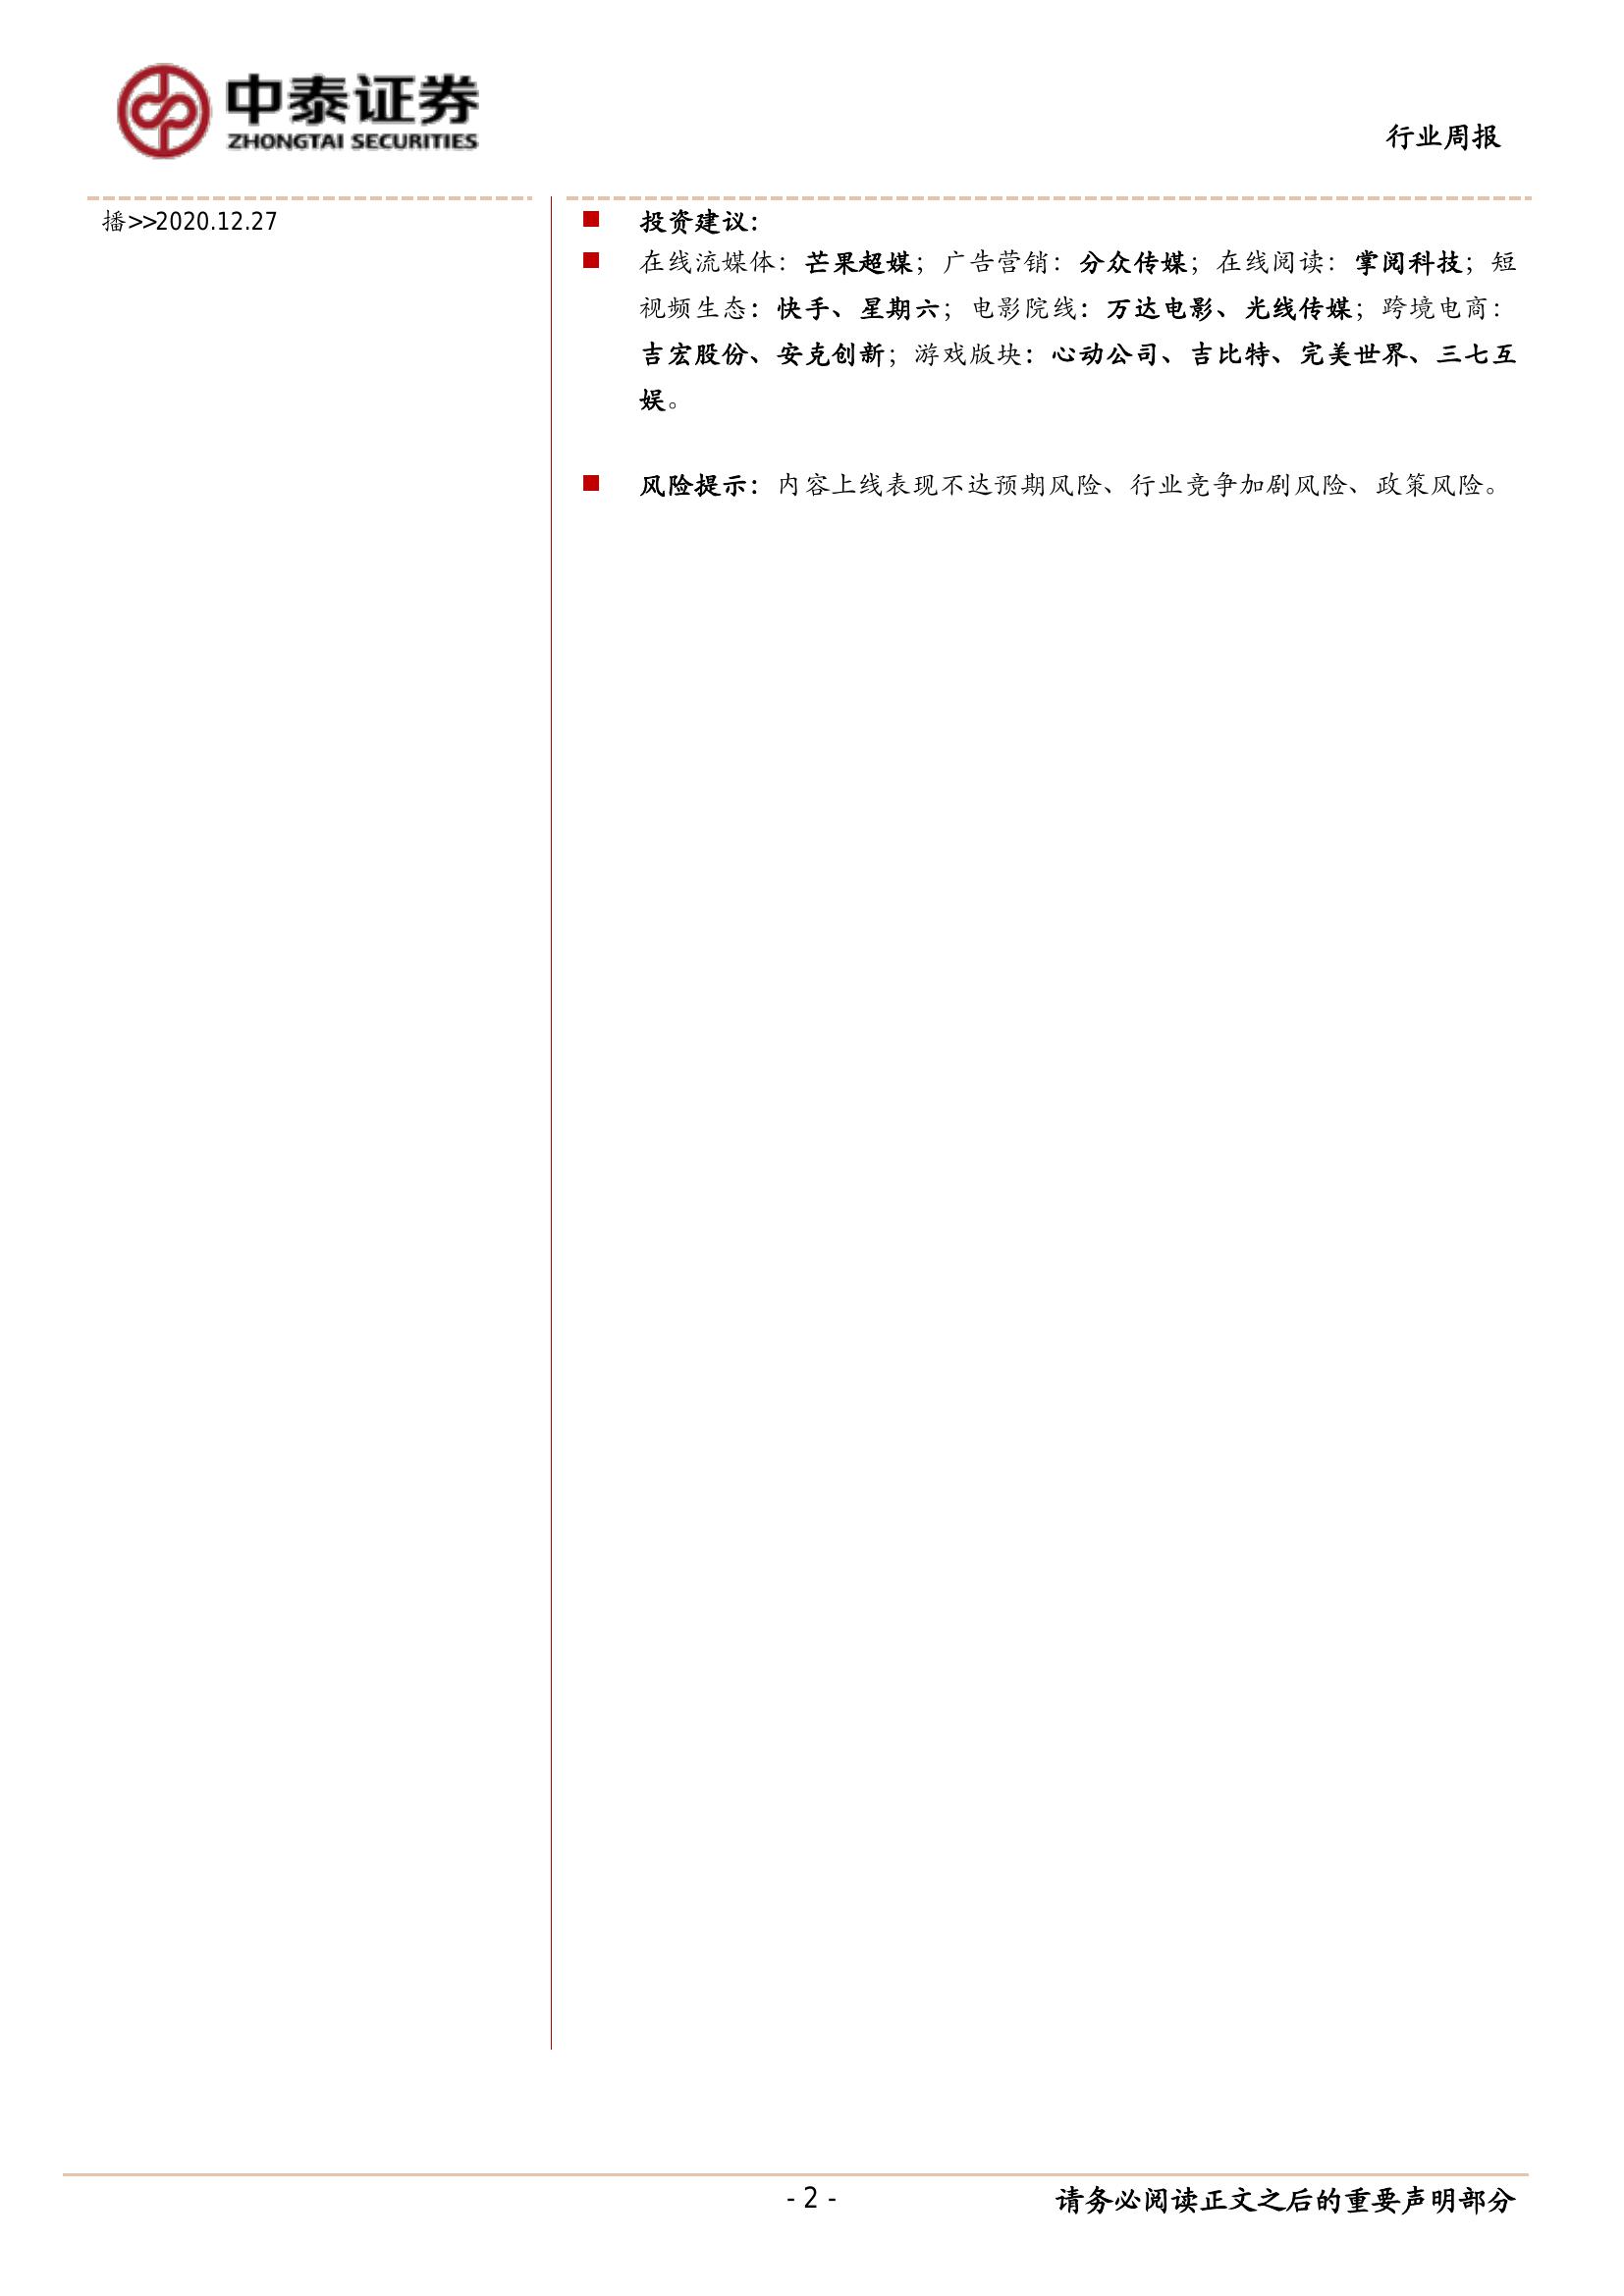 中泰证券
ZHONGTAI SECURITIES
行业周报
播>>2020.12.27
投资建议：
在线流媒体：芒果超媒；广告营销：分众传媒；在线阅读：掌阅科技；短
视频生态：快手、星期六；电影院线：万达电影、光线传媒；跨境电商：
吉宏股份、安克创新；游戏版块：心动公司、吉比特、完美世界、三七互
娱。
风险提示：内容上线表现不达预期风险、行业竞争加剧风险、政策风险。
- 2 -
请务必阅读正文之后的重要声明部分